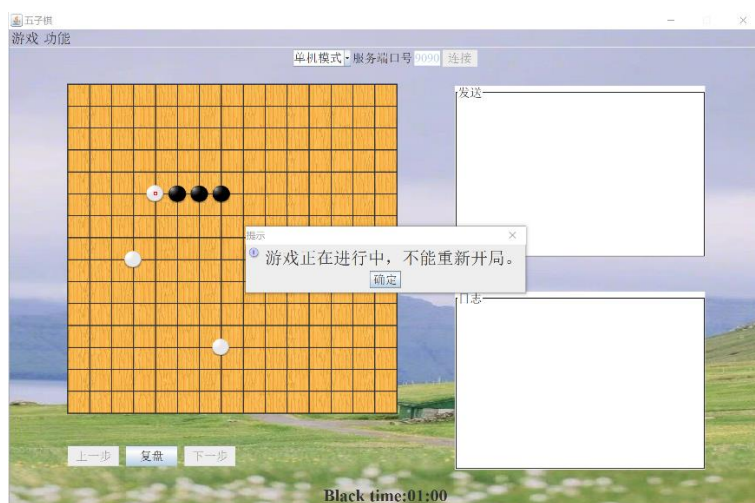 五子棋
游戏 功能
单机模式 服务端口号 9090 连接
发送
提示
游戏正在进行中，不能重新开局。
确定
日志
上一步 复盘 下一步
Black time:01:00